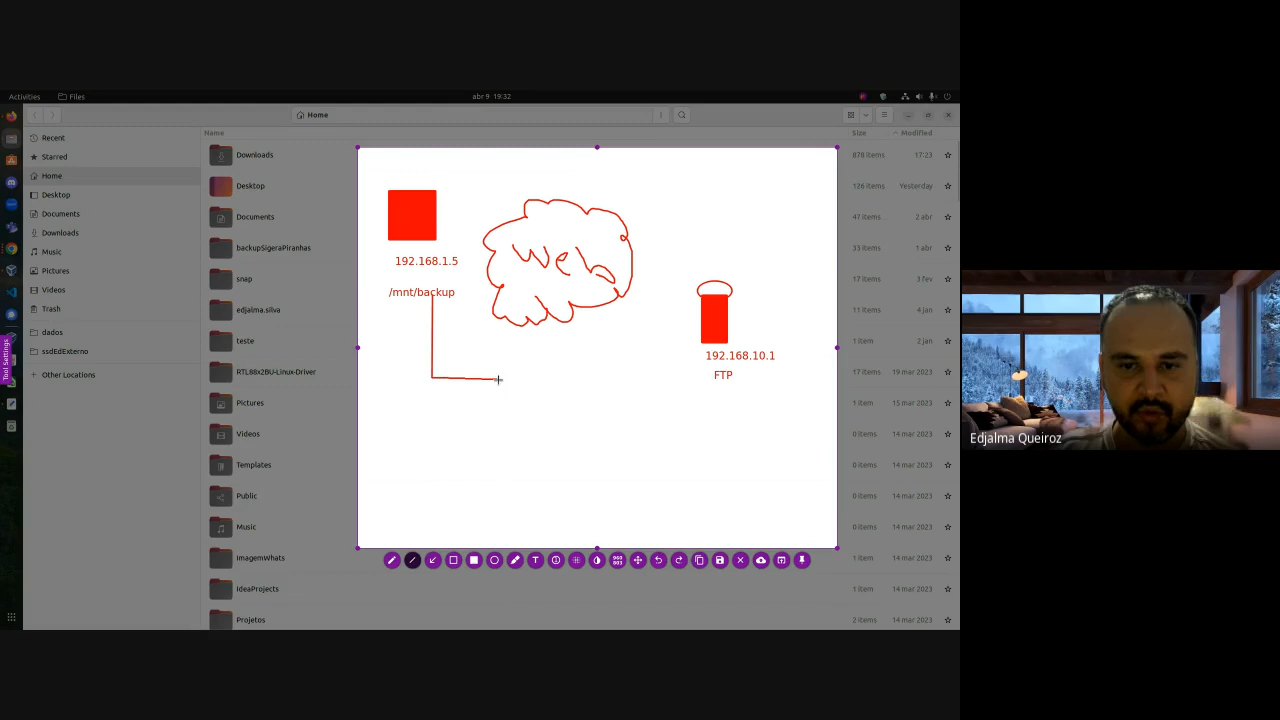 Activities
Files
abr 9 19:32
Home
Recent
Starred
Home
Desktop
Documents
Downloads
Music
Pictures
Videos
Trash
dados
ssdEdExterno
Other Locations
Name
Size
Modified
Downloads
878 items
17:23
Desktop
126 items
Yesterday
Documents
47 items
2 abr
backupSigeraPiranhas
33 items
1 abr
snap
17 items
3 fev
edjalma.silva
11 items
4 jan
teste
1 item
2 jan
RTL88x2BU-Linux-Driver
17 items
19 mar 2023
Pictures
1 item
15 mar 2023
Videos
0 items
14 mar 2023
Templates
0 items
14 mar 2023
Public
0 items
14 mar 2023
Music
0 items
14 mar 2023
ImagemWhats
1 item
14 mar 2023
IdeaProjects
1 item
14 mar 2023
Projetos
2 items
19 mar 2023
192.168.1.5
/mnt/backup
Web
192.168.10.1
FTP
Tool Settings
Edjalma Queiroz